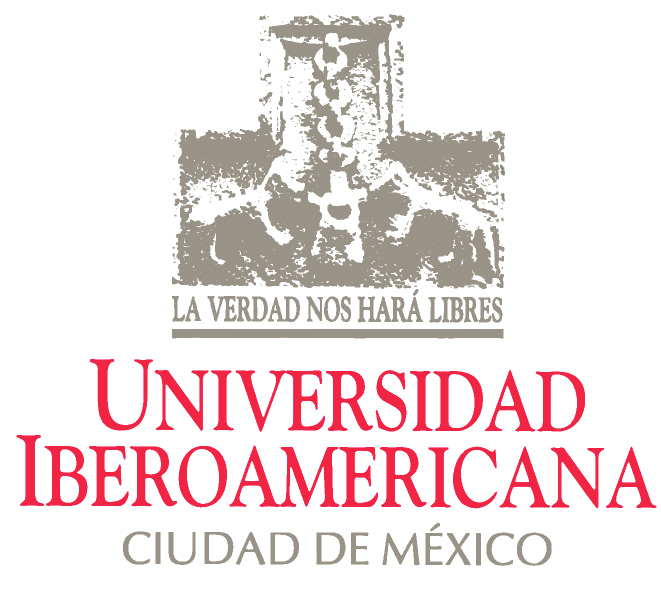 LA VERDAD NOS HARÁ LIBRES
UNIVERSIDAD
IBEROAMERICANA
CIUDAD DE MÉXICO